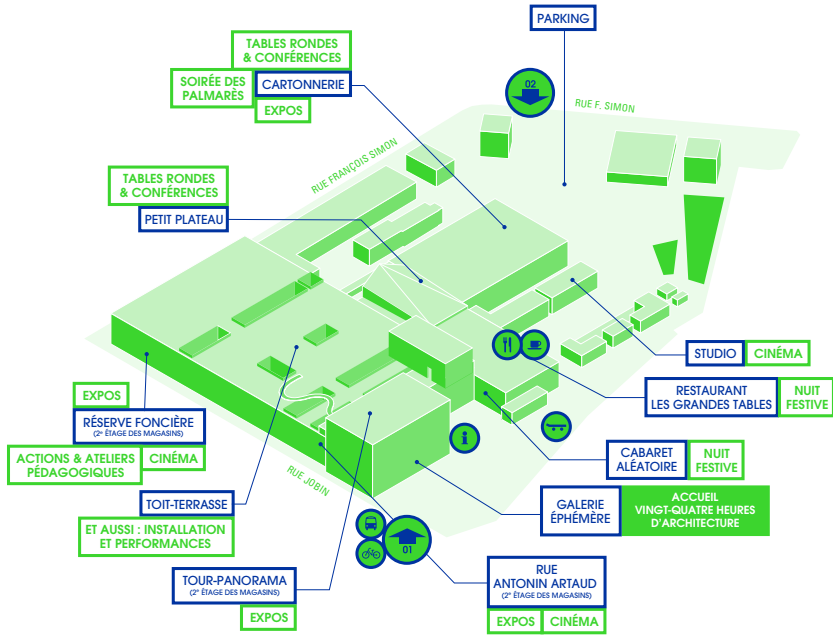 PARKING
TABLES RONDES
& CONFÉRENCES
SOIRÉE DES
PALMARÈS
CARTONNERIE
EXPOS
02
RUE F. SIMON
RUE FRANÇOIS SIMON
TABLES RONDES
& CONFÉRENCES
PETIT PLATEAU
STUDIO
CINÉMA
RESTAURANT
LES GRANDES TABLES
NUIT
FESTIVE
EXPOS
RÉSERVE FONCIÈRE
(2e ÉTAGE DES MAGASINS)
ACTIONS & ATELIERS
PÉDAGOGIQUES
CINÉMA
i
CABARET
ALÉATOIRE
NUIT
FESTIVE
RUE JOBIN
TOIT-TERRASSE
ET AUSSI : INSTALLATION
ET PERFORMANCES
GALERIE
ÉPHÉMÈRE
ACCUEIL
VINGT-QUATRE HEURES
D'ARCHITECTURE
01
TOUR-PANORAMA
(2e ÉTAGE DES MAGASINS)
EXPOS
RUE
ANTONIN ARTAUD
(2e ÉTAGE DES MAGASINS)
EXPOS
CINÉMA